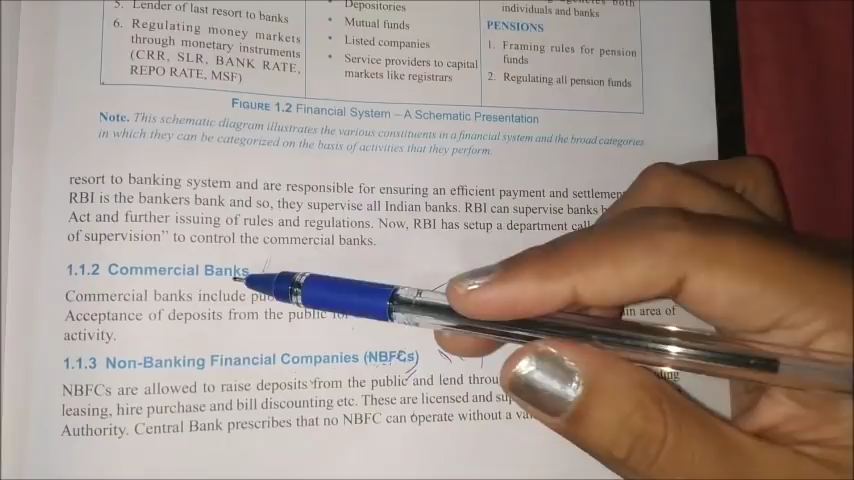 5. Lender of last resort to banks
6. Regulating money markets
through monetary instruments
(CRR, SLR, BANK RATE,
REPO RATE, MSF)
Depositories
• Mutual funds
• Listed companies
• Service providers to capital
markets like registrars
both
individuals and banks
PENSIONS
1. Framing rules for pension
funds
2. Regulating all pension funds
FIGURE 1.2 Financial System – A Schematic Presentation
Note. This schematic diagram illustrates the various constituents in a financial system and the broad categories
in which they can be categorized on the basis of activities that they perform.
resort to banking system and are responsible for ensuring an efficient payment and
RBI is the bankers bank and so, they supervise all Indian banks. RBI can supervise banks
Act and further issuing of rules and regulations. Now, RBI has setup a department
of supervision" to control the commercial banks.
1.1.2 Commercial Banks
Commercial banks include
Acceptance of deposits from the public in area of
activity.
1.1.3 Non-Banking Financial Companies (NBFCs)
NBFCs are allowed to raise deposits from the public and lend
leasing, hire purchase and bill discounting etc. These are licensed and
Authority. Central Bank prescribes that no NBFC can operate without a